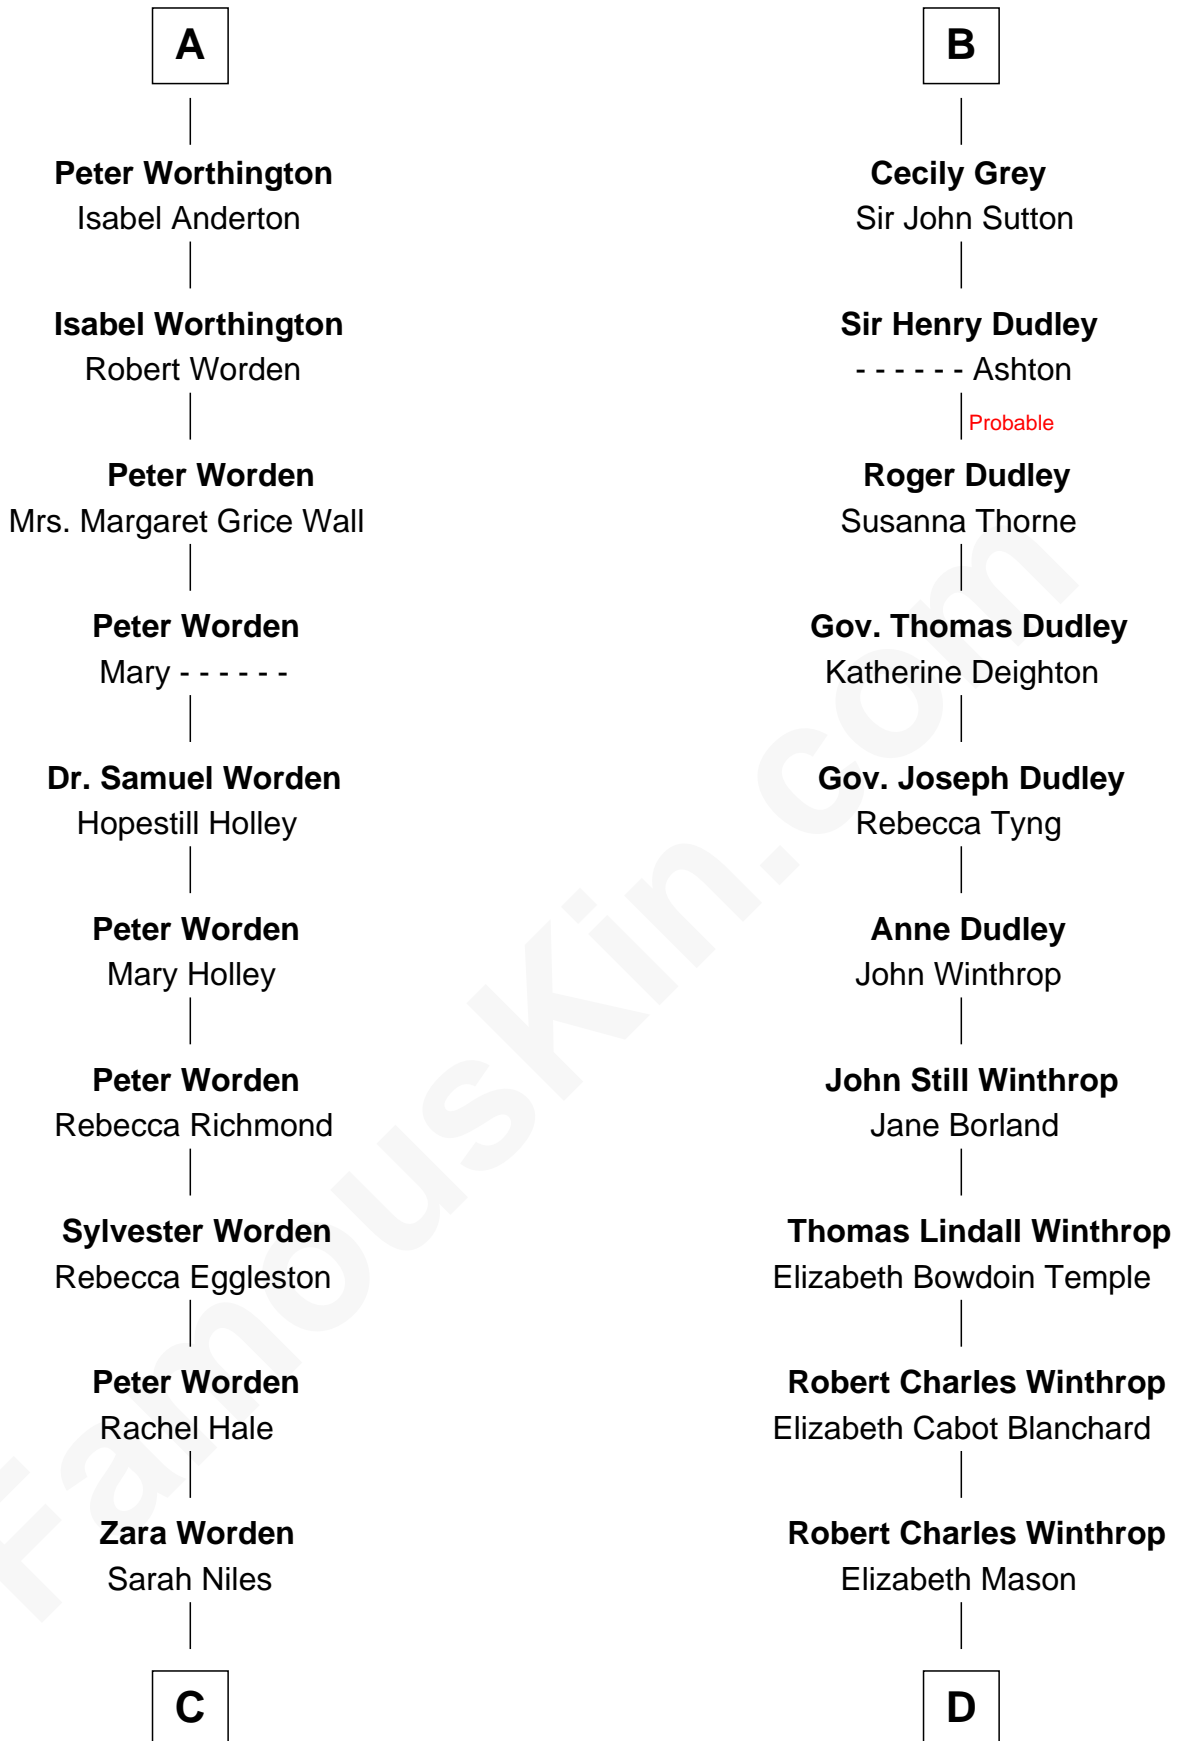 A
Peter Worthington
Isabel Anderton
Isabel Worthington
Robert Worden
Peter Worden
Mrs. Margaret Grice Wall
Peter Worden
Mary - - - - - -
Dr. Samuel Worden
Hopestill Holley
Peter Worden
Mary Holley
Peter Worden
Rebecca Richmond
Sylvester Worden
Rebecca Eggleston
Peter Worden
Rachel Hale
Zara Worden
Sarah Niles
C
B
Cecily Grey
Sir John Sutton
Sir Henry Dudley
- - - - - - Ashton
Probable
Roger Dudley
Susanna Thorne
Gov. Thomas Dudley
Katherine Deighton
Gov. Joseph Dudley
Rebecca Tyng
Anne Dudley
John Winthrop
John Still Winthrop
Jane Borland
Thomas Lindall Winthrop
Elizabeth Bowdoin Temple
Robert Charles Winthrop
Elizabeth Cabot Blanchard
Robert Charles Winthrop
Elizabeth Mason
D
FamousKin.com